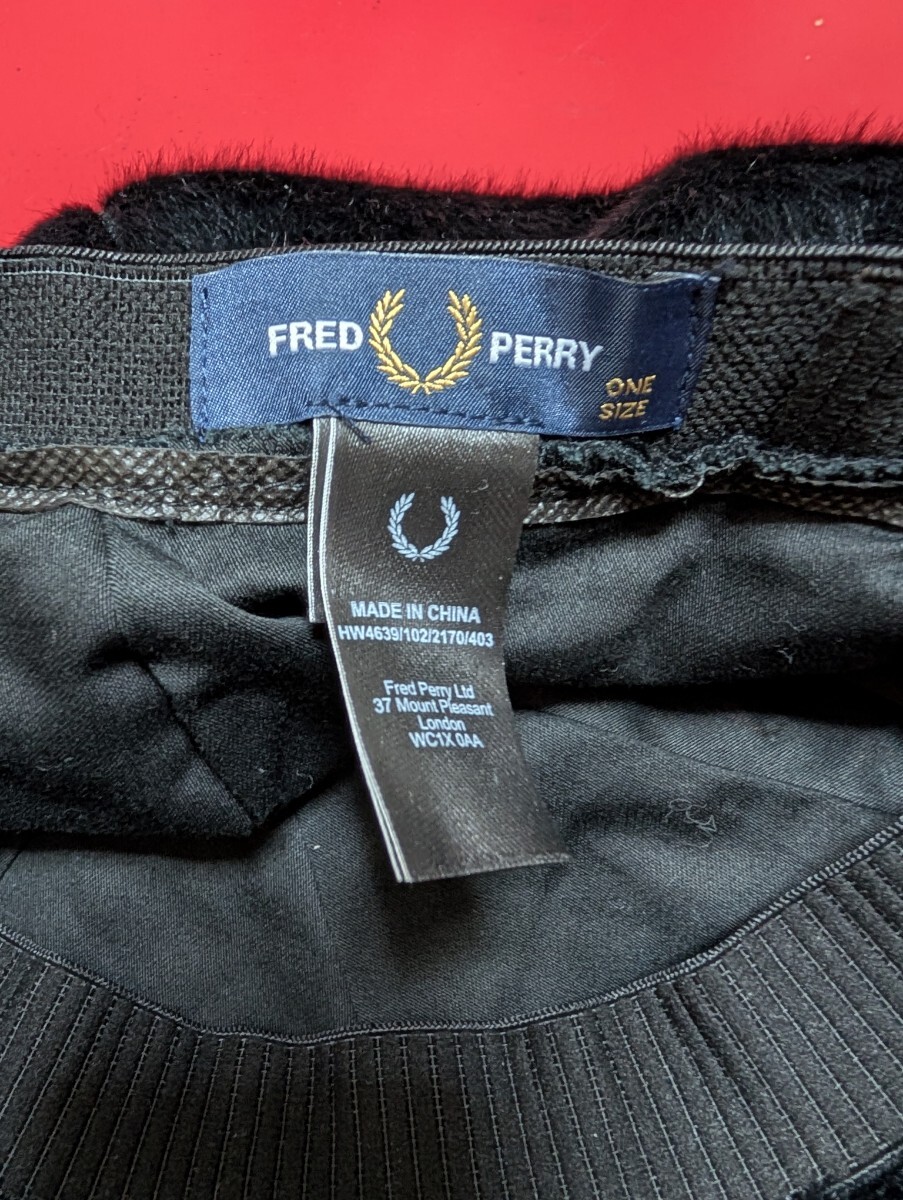 FRED PERRY
ONE
SIZE
MADE IN CHINA
HW4639/102/2170/403
Fred Perry Ltd
37 Mount Pleasant
London
WC1X 0AA